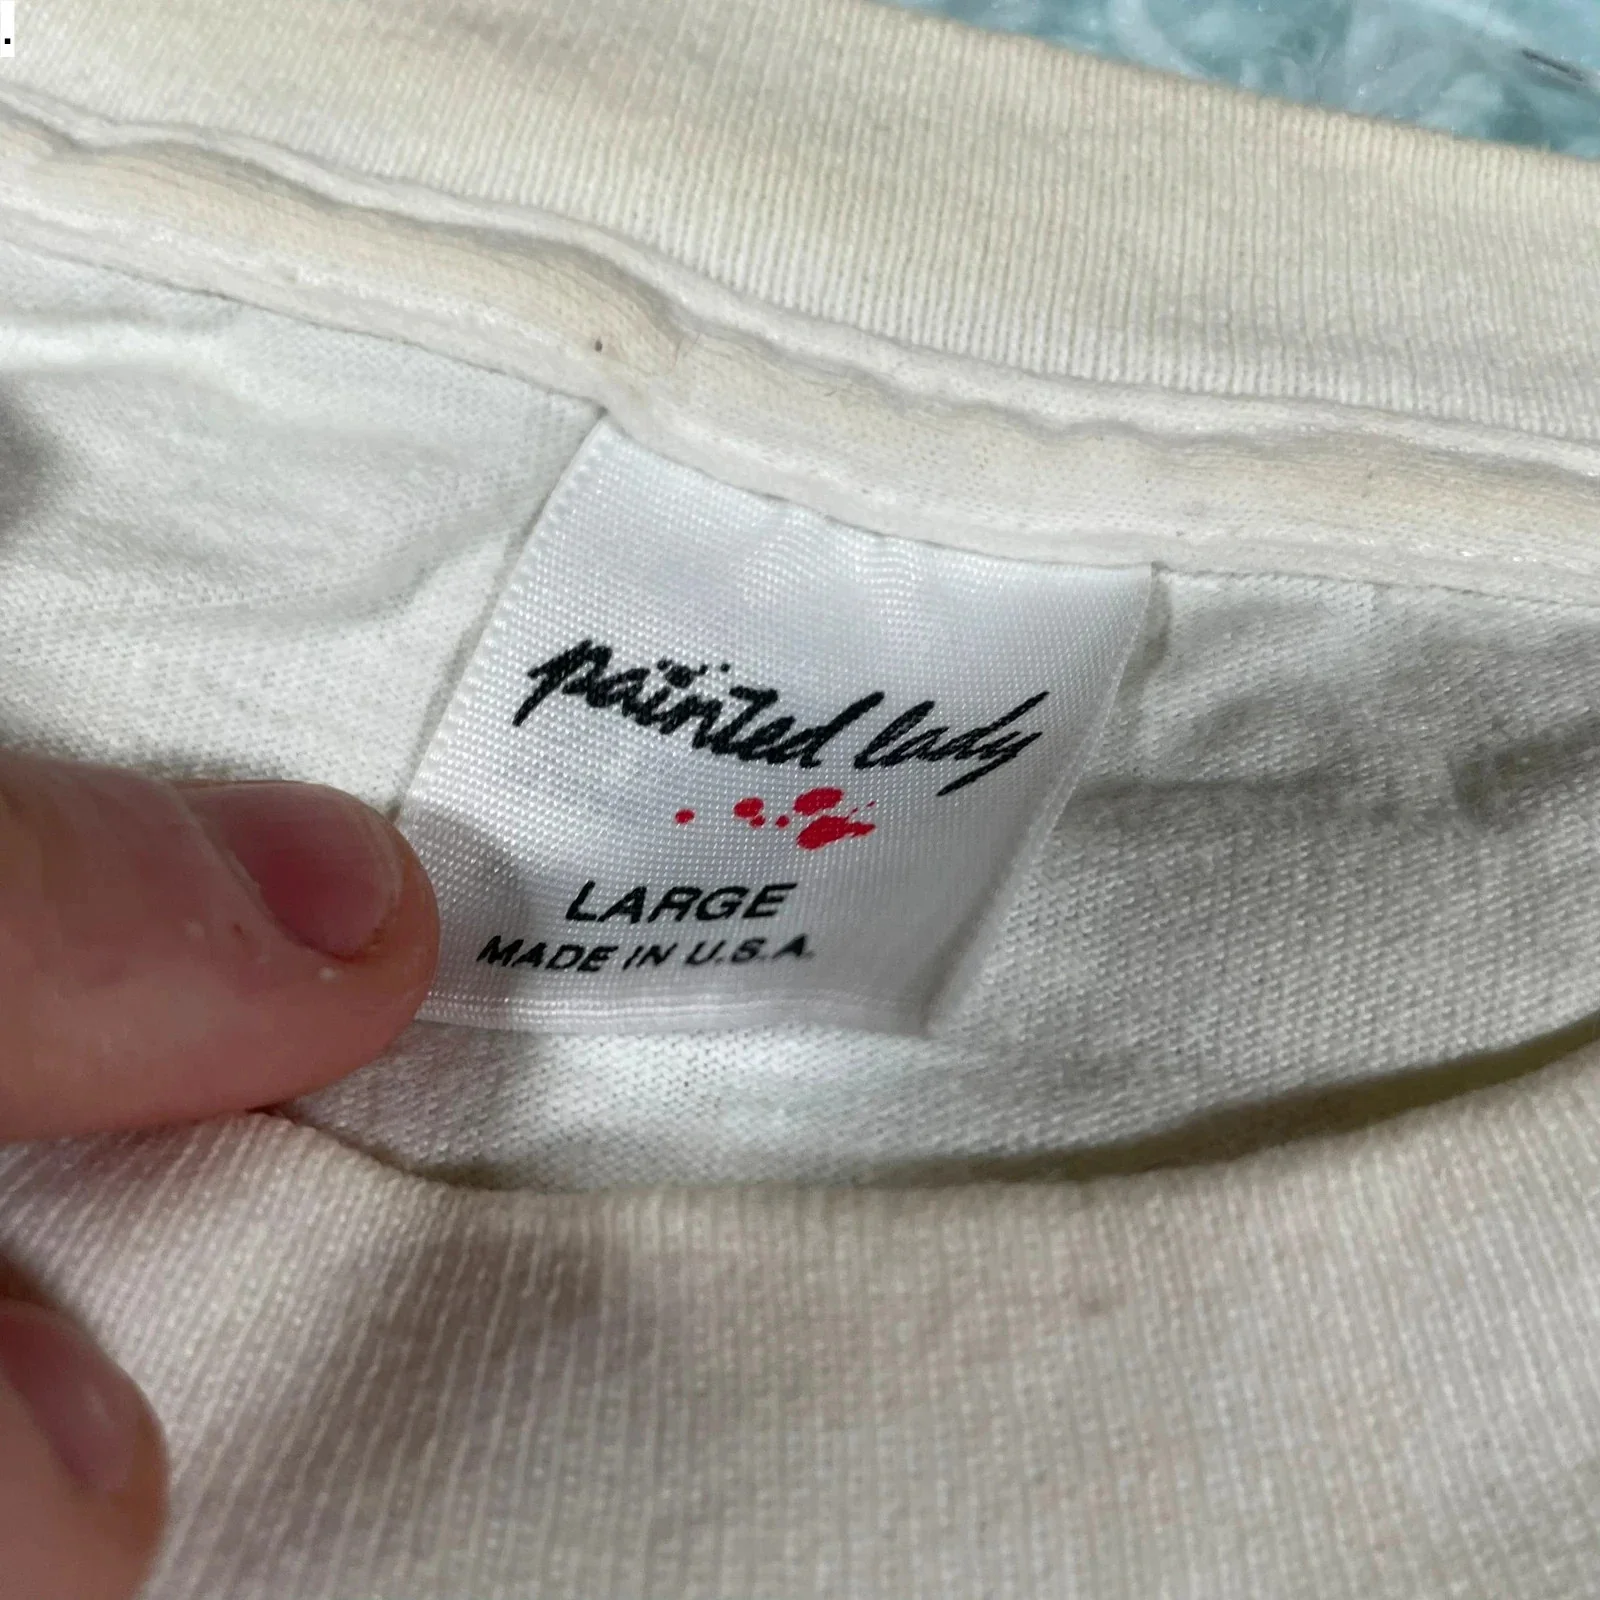 .
painted lady
LARGE
MADE IN U.S.A.